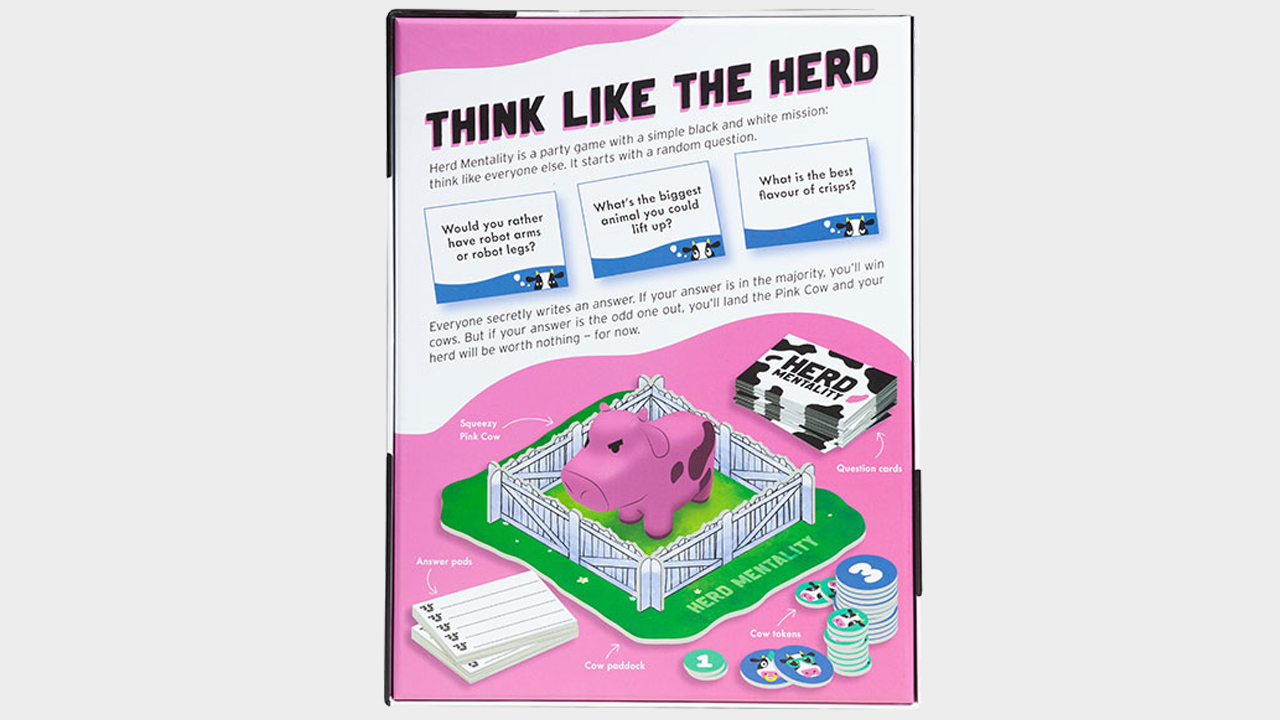 THINK LIKE THE HERD
Herd Mentality is a party game with a simple black and white mission:
think like everyone else. It starts with a random question.
Would you rather
have robot arms
or robot legs?
What's the biggest
animal you could
lift up?
What is the best
flavour of crisps?
Everyone secretly writes an answer. If your answer is in the majority, you'll win
cows. But if your answer is the odd one out, you'll land the Pink Cow and your
herd will be worth nothing – for now.
HERD
MENTALITY
Squeezy
Pink Cow
Question cards
HERD MENTALITY
Answer pads
3
Cow tokens
Cow paddock
1